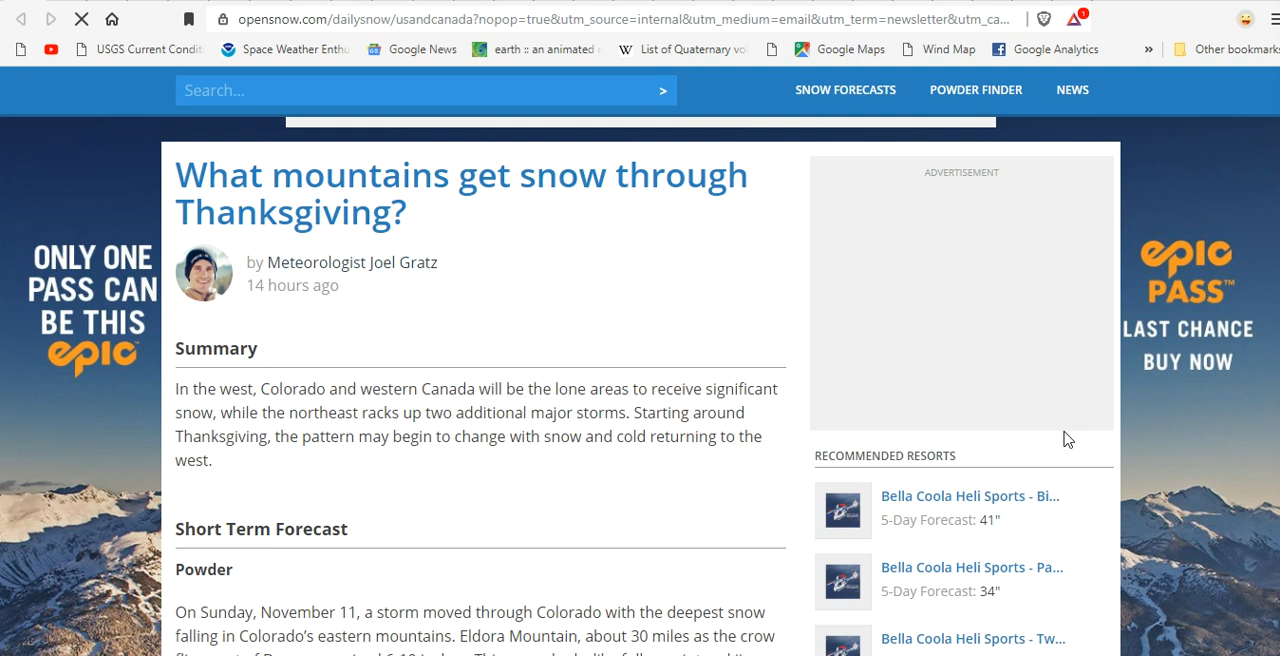 opensnow.com/dailysnow/usandcanada?nopop=true&utm_source=internal&utm_medium=email&utm_term=newsletter&utm_ca...
1
USGS Current Condit
Space Weather Enthu
Google News
earth :: an animated
W List of Quaternary vo
Google Maps
Wind Map
Google Analytics
»
Other bookmarks
Search...
>
SNOW FORECASTS
POWDER FINDER
NEWS
What mountains get snow through
Thanksgiving?
by Meteorologist Joel Gratz
14 hours ago
Summary
In the west, Colorado and western Canada will be the lone areas to receive significant
snow, while the northeast racks up two additional major storms. Starting around
Thanksgiving, the pattern may begin to change with snow and cold returning to the
west.
Short Term Forecast
Powder
On Sunday, November 11, a storm moved through Colorado with the deepest snow
falling in Colorado's eastern mountains. Eldora Mountain, about 30 miles as the crow
ADVERTISEMENT
RECOMMENDED RESORTS
Bella Coola Heli Sports - Bi...
5-Day Forecast: 41"
Bella Coola Heli Sports - Pa...
5-Day Forecast: 34"
Bella Coola Heli Sports - Tw...
ONLY ONE
PASS CAN
BE THIS
epic
epic
PASS™
LAST CHANCE
BUY NOW